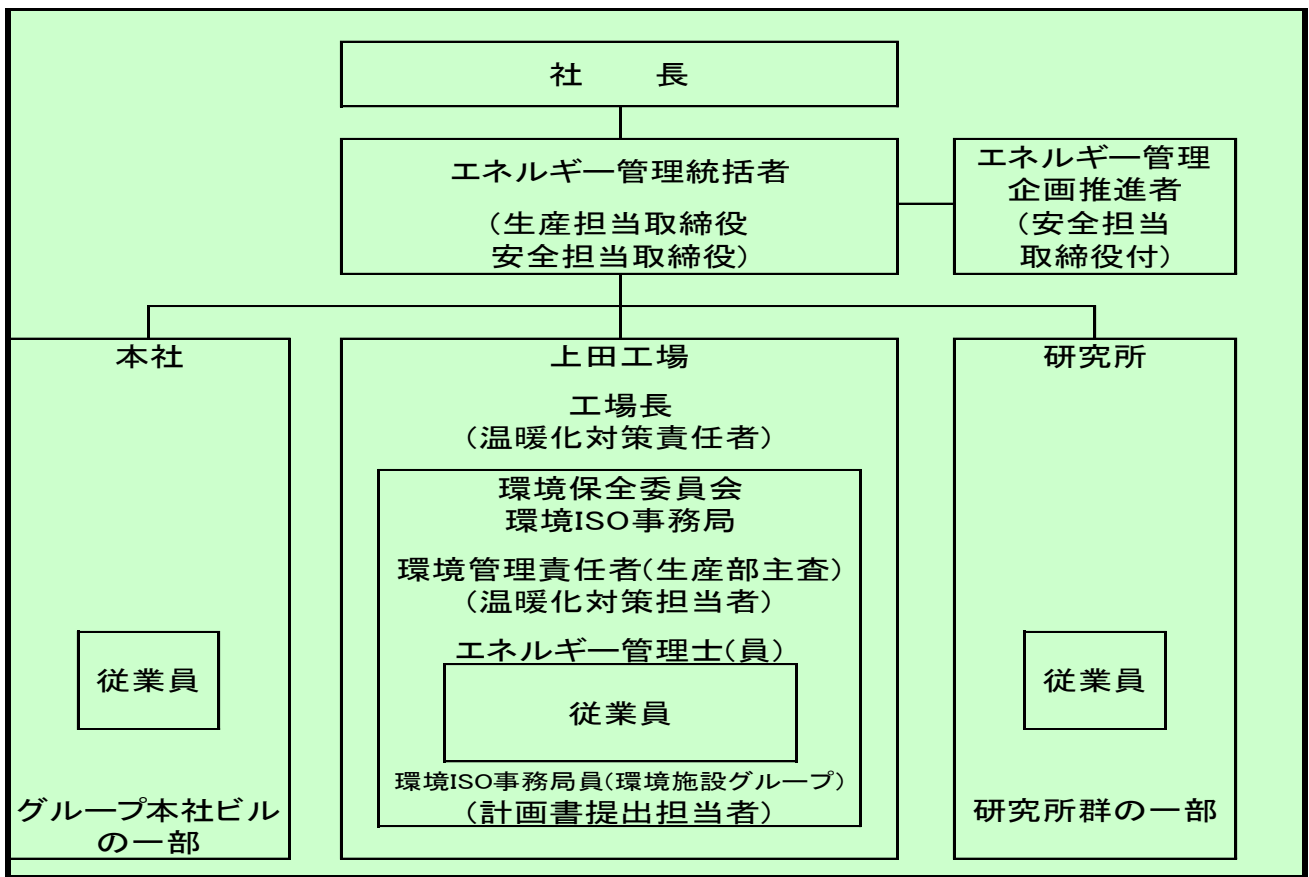 社　　長
エネルギー管理統括者
(生産担当取締役
安全担当取締役)
エネルギー管理
企画推進者
(安全担当
取締役付)
本社
従業員
グループ本社ビル
の一部
上田工場
工場長
(温暖化対策責任者)
環境保全委員会
環境ISO事務局
環境管理責任者(生産部主査)
(温暖化対策担当者)
エネルギー管理士(員)
従業員
環境ISO事務局員(環境施設グループ)
(計画書提出担当者)
研究所
従業員
研究所群の一部